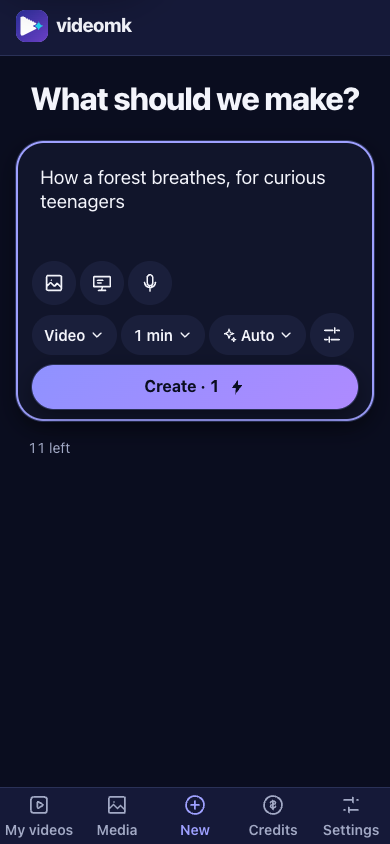 videomk
What should we make?
How a forest breathes, for curious
teenagers
Video
1 min
Auto
Create · 1
11 left
My videos
Media
New
Credits
Settings